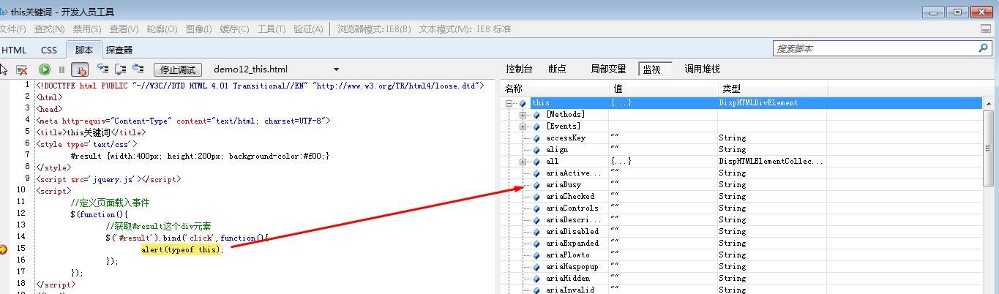 this关键词 - 开发人员工具
文件(F) 查找(N) 禁用(S) 查看(V) 轮廓(O) 图像(I) 缓存(C) 工具(T) 验证(A) 浏览器模式: IE8(B) 文本模式(M): IE8 标准
HTML CSS 脚本 探查器 搜索脚本
停止调试 demo12_this.html
控制台 断点 局部变量 监视 调用堆栈
1 <!DOCTYPE html PUBLIC "-//W3C//DTD HTML 4.01 Transitional//EN" "http://www.w3.org/TR/html4/loose.dtd">
2 <html>
3 <head>
4 <meta http-equiv="Content-Type" content="text/html; charset=UTF-8">
5 <title>this关键词</title>
6 <style type='text/css'>
7 #result {width:400px; height:200px; background-color:#f00;}
8 </style>
9 <script src='jquery.js'></script>
10 <script>
11 //定义页面载入事件
12 $(function(){
13 //获取#result这个div元素
14 $('#result').bind('click',function(){
15 alert(typeof this);
16 });
17 });
18 </script>
名称 值 类型
this {...} DispHTMLDivElement
[Methods]
[Events]
accessKey "" String
align "" String
all {...} DispHTMLElementCollec...
ariaActive... "" String
ariaBusy "" String
ariaChecked "" String
ariaControls "" String
ariaDescri... "" String
ariaDisabled "" String
ariaExpanded "" String
ariaFlowto "" String
ariaHaspopup "" String
ariaHidden "" String
ariaInvalid "" String